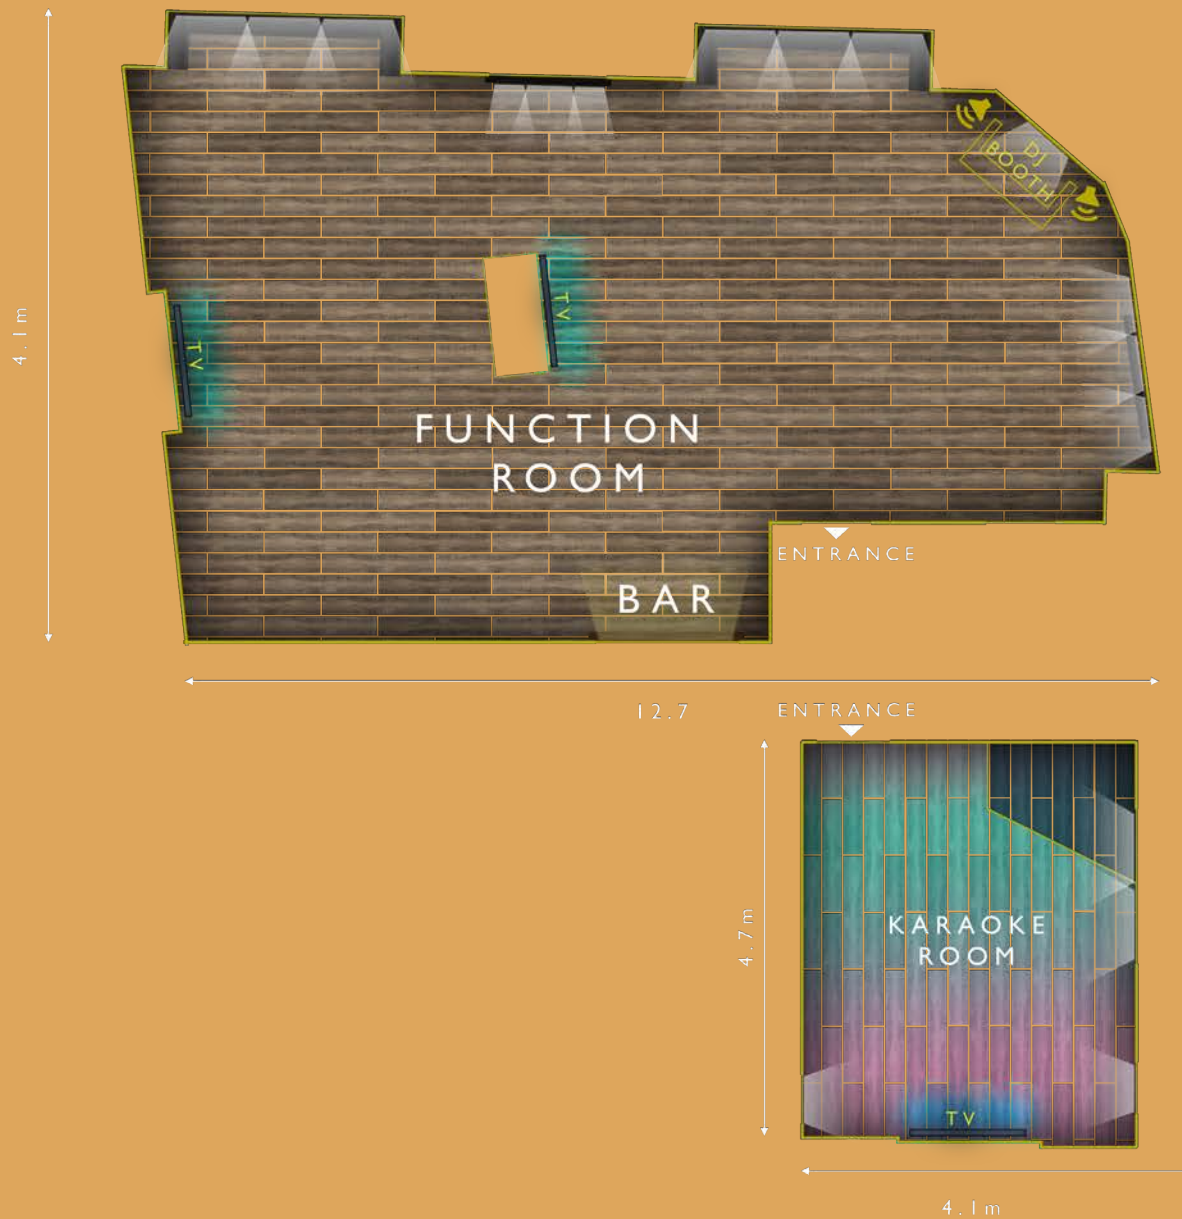 DJ
BOOTH
TV
4.1m
TV
FUNCTION
ROOM
ENTRANCE
BAR
12.7
ENTRANCE
4.7m
KARAOKE
ROOM
TV
4.1m